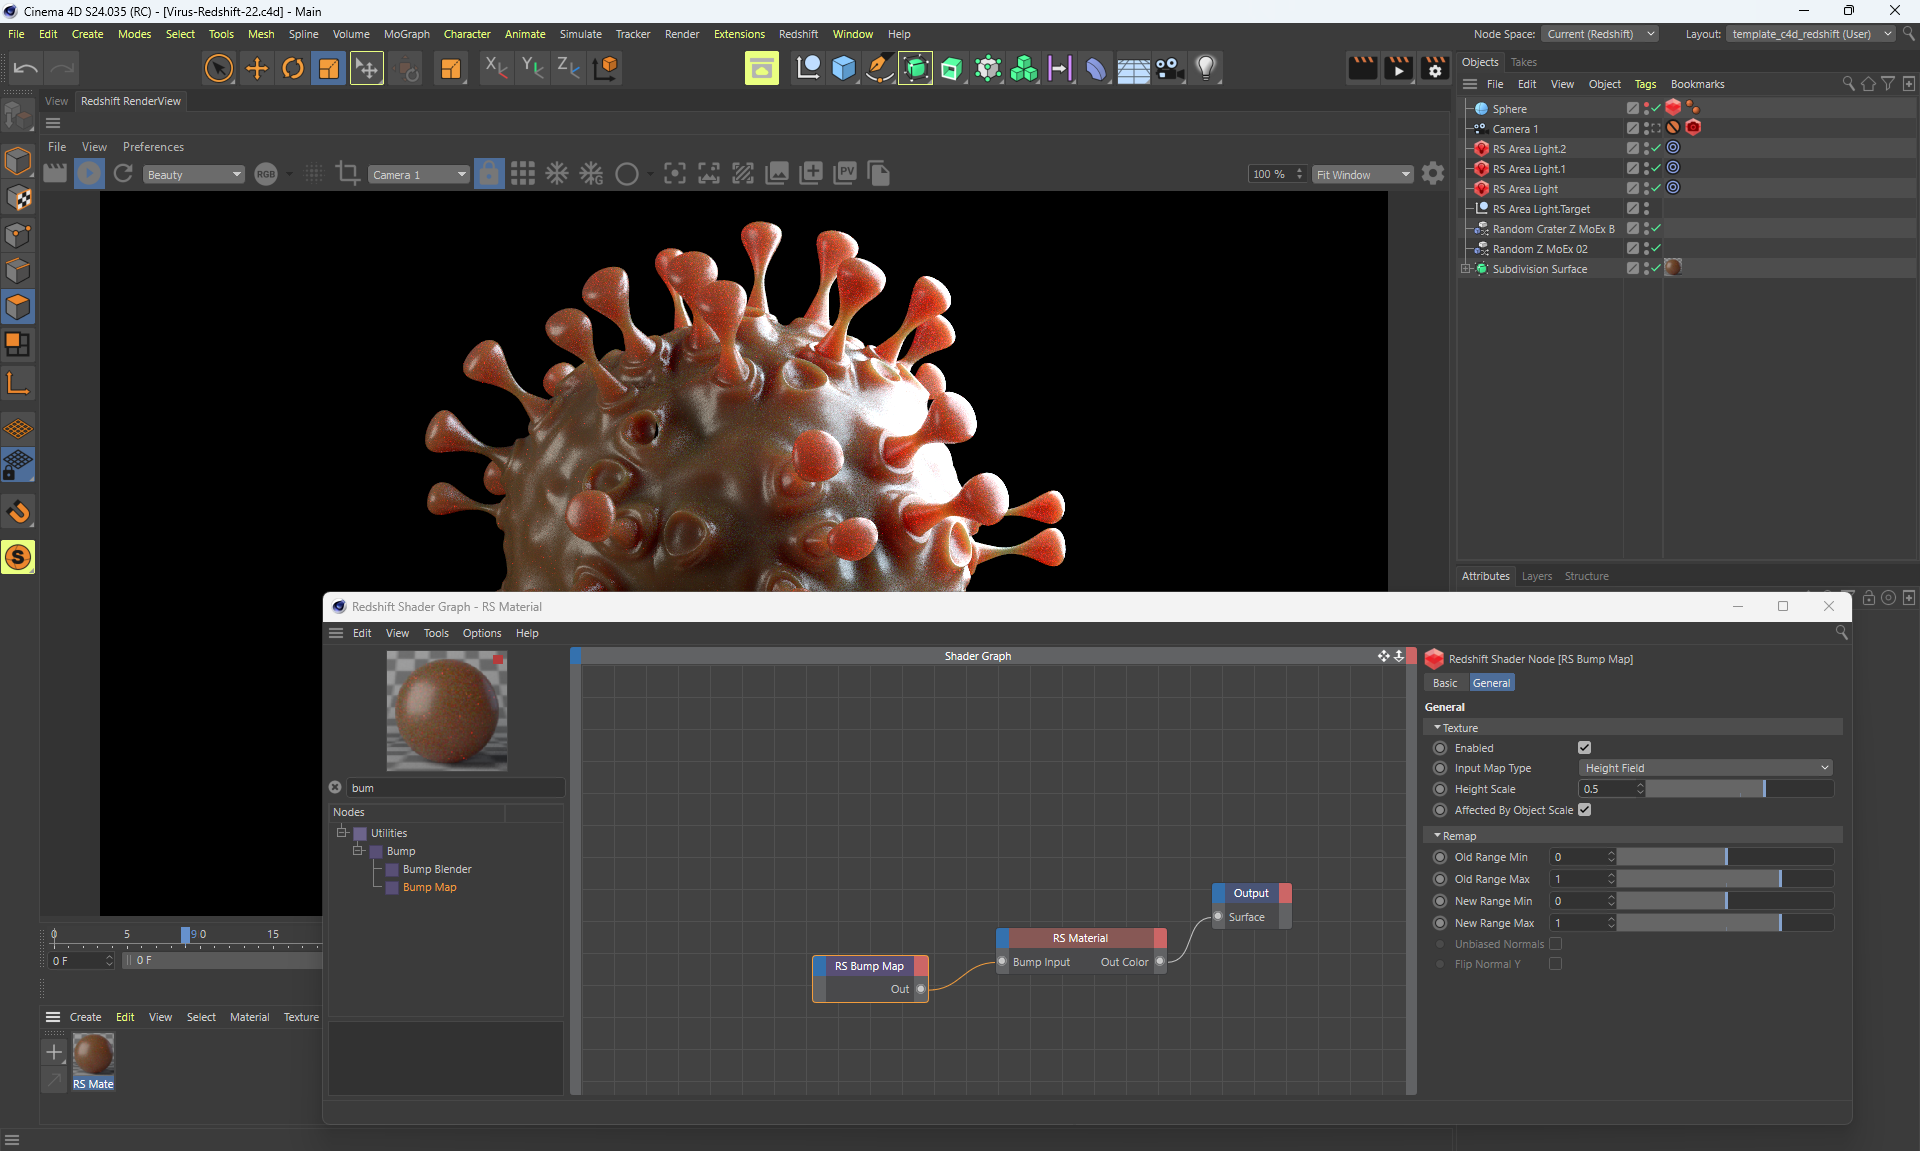 Cinema 4D S24.035 (RC) - [Virus-Redshift-22.c4d] - Main
File Edit Create Modes Select Tools Mesh Spline Volume MoGraph Character Animate Simulate Tracker Render Extensions Redshift Window Help
Node Space: Current (Redshift) Layout: template_c4d_redshift (User)
X Y Z
Objects Takes
File Edit View Object Tags Bookmarks
View Redshift RenderView
File View Preferences
Beauty RGB Camera 1 G PV 100 % Fit Window
Sphere
Camera 1
RS Area Light.2
RS Area Light.1
RS Area Light
RS Area Light.Target
Random Crater Z MoEx B
Random Z MoEx 02
Subdivision Surface
S
Attributes Layers Structure
Redshift Shader Graph - RS Material
Edit View Tools Options Help
Shader Graph
bum
Nodes
Utilities
Bump
Bump Blender
Bump Map
RS Bump Map
Out
RS Material
Bump Input Out Color
Output
Surface
Redshift Shader Node [RS Bump Map]
Basic General
General
Texture
Enabled
Input Map Type Height Field
Height Scale 0.5
Affected By Object Scale
Remap
Old Range Min 0
Old Range Max 1
New Range Min 0
New Range Max 1
Unbiased Normals
Flip Normal Y
0 5 9 0 15
0 F 0 F
Create Edit View Select Material Texture
RS Mate